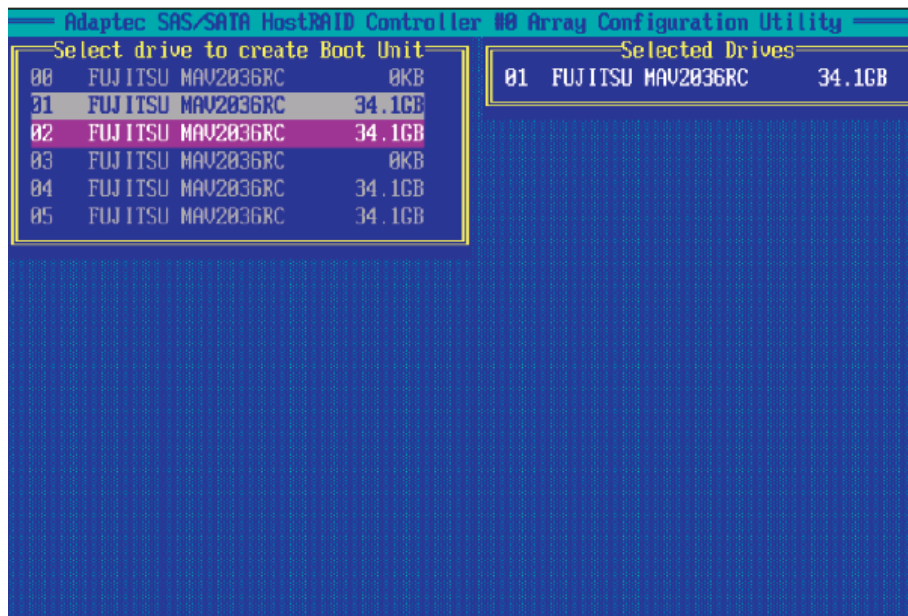 Adaptec SAS/SATA HostRAID Controller #0 Array Configuration Utility
Select drive to create Boot Unit
00 FUJITSU MAV2036RC 0KB
01 FUJITSU MAV2036RC 34.1GB
02 FUJITSU MAV2036RC 34.1GB
03 FUJITSU MAV2036RC 0KB
04 FUJITSU MAV2036RC 34.1GB
05 FUJITSU MAV2036RC 34.1GB
Selected Drives
01 FUJITSU MAV2036RC 34.1GB